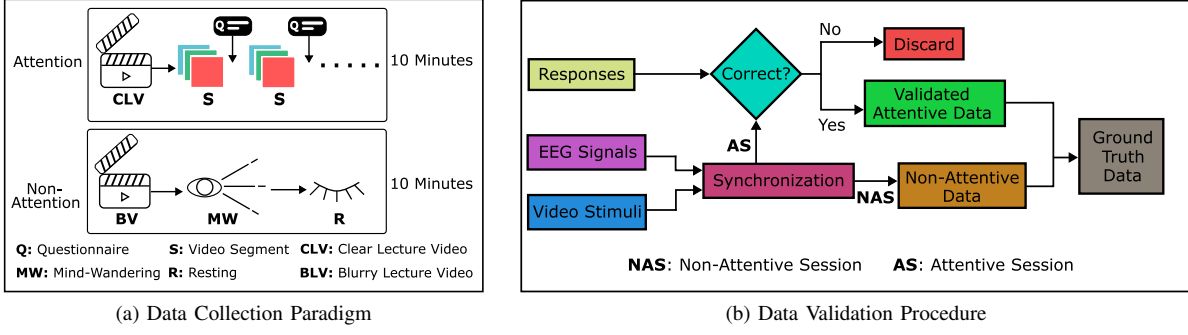 Attention
Q
Q
CLV
S
S
10 Minutes
Non-
Attention
BV
MW
R
10 Minutes
Q: Questionnaire S: Video Segment CLV: Clear Lecture Video
MW: Mind-Wandering R: Resting BLV: Blurry Lecture Video
(a) Data Collection Paradigm
Responses
Correct?
No
Discard
Yes
Validated
Attentive Data
EEG Signals
AS
Synchronization
Video Stimuli
NAS
Non-Attentive
Data
Ground
Truth
Data
NAS: Non-Attentive Session AS: Attentive Session
(b) Data Validation Procedure